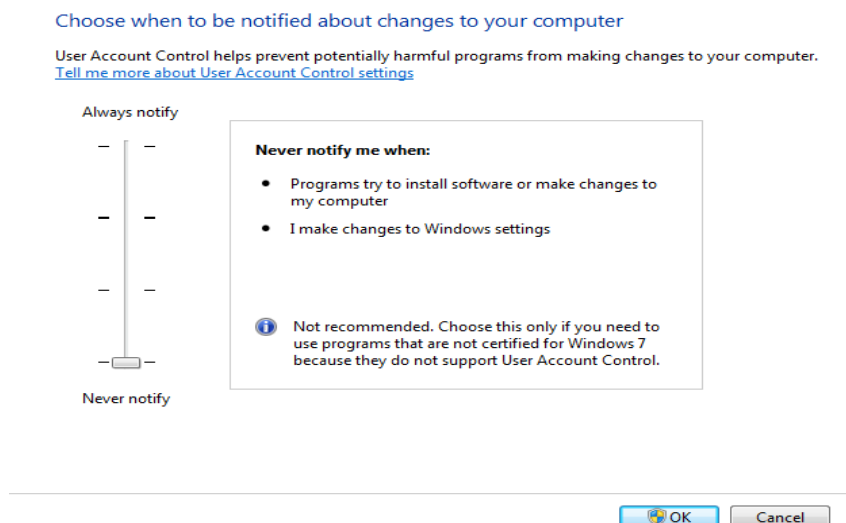 Choose when to be notified about changes to your computer
User Account Control helps prevent potentially harmful programs from making changes to your computer.
Tell me more about User Account Control settings
Always notify
Never notify me when:
• Programs try to install software or make changes to
my computer
• I make changes to Windows settings
Not recommended. Choose this only if you need to
use programs that are not certified for Windows 7
because they do not support User Account Control.
Never notify
OK
Cancel